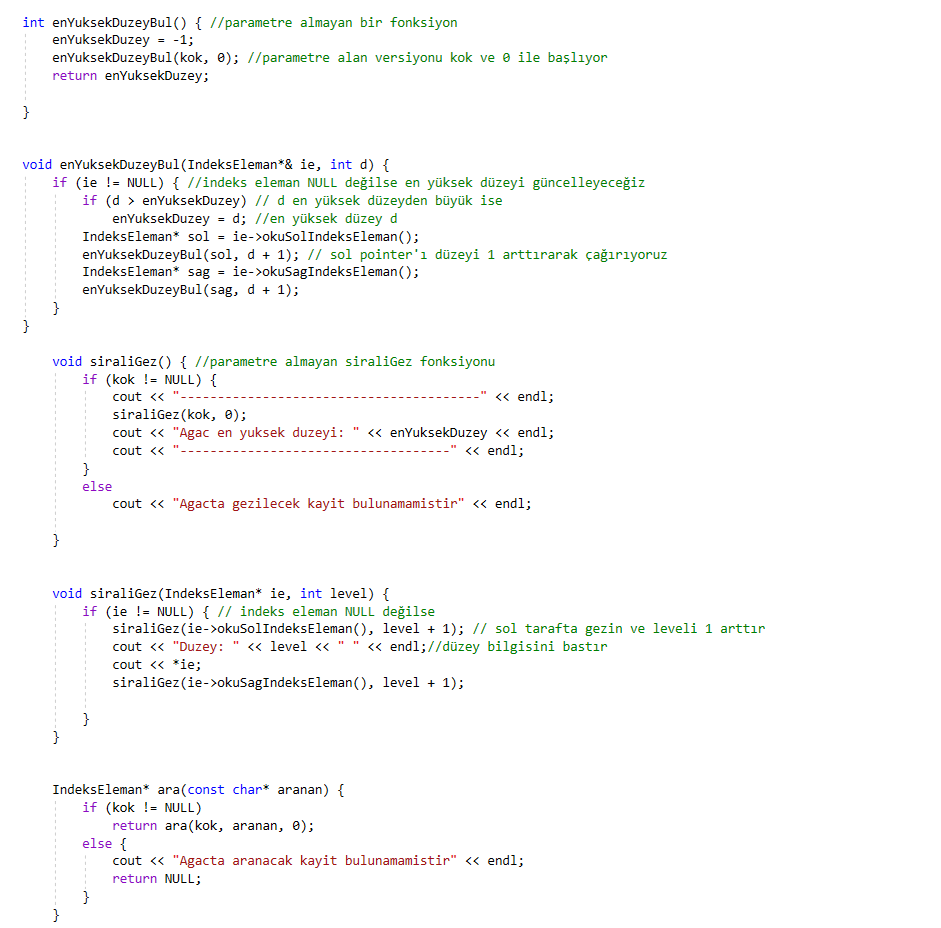 int enYuksekDuzeyBul() { //parametre almayan bir fonksiyon
    enYuksekDuzey = -1;
    enYuksekDuzeyBul(kok, 0); //parametre alan versiyonu kok ve 0 ile başlıyor
    return enYuksekDuzey;

}


void enYuksekDuzeyBul(IndeksEleman*& ie, int d) {
    if (ie != NULL) { //indeks eleman NULL değilse en yüksek düzeyi güncelleyeceğiz
        if (d > enYuksekDuzey) // d en yüksek düzeyden büyük ise
            enYuksekDuzey = d; //en yüksek düzey d
        IndeksEleman* sol = ie->okuSolIndeksEleman();
        enYuksekDuzeyBul(sol, d + 1); // sol pointer'ı düzeyi 1 arttırarak çağırıyoruz
        IndeksEleman* sag = ie->okuSagIndeksEleman();
        enYuksekDuzeyBul(sag, d + 1);
    }
}

    void siraliGez() { //parametre almayan siraliGez fonksiyonu
        if (kok != NULL) {
            cout << "----------------------------------------" << endl;
            siraliGez(kok, 0);
            cout << "Agac en yuksek duzeyi: " << enYuksekDuzey << endl;
            cout << "------------------------------------" << endl;
        }
        else
            cout << "Agacta gezilecek kayit bulunamamistir" << endl;

    }


    void siraliGez(IndeksEleman* ie, int level) {
        if (ie != NULL) { // indeks eleman NULL değilse
            siraliGez(ie->okuSolIndeksEleman(), level + 1); // sol tarafta gezin ve leveli 1 arttır
            cout << "Duzey: " << level << " " << endl;//düzey bilgisini bastır
            cout << *ie;
            siraliGez(ie->okuSagIndeksEleman(), level + 1);

        }
    }


    IndeksEleman* ara(const char* aranan) {
        if (kok != NULL)
            return ara(kok, aranan, 0);
        else {
            cout << "Agacta aranacak kayit bulunamamistir" << endl;
            return NULL;
        }
    }